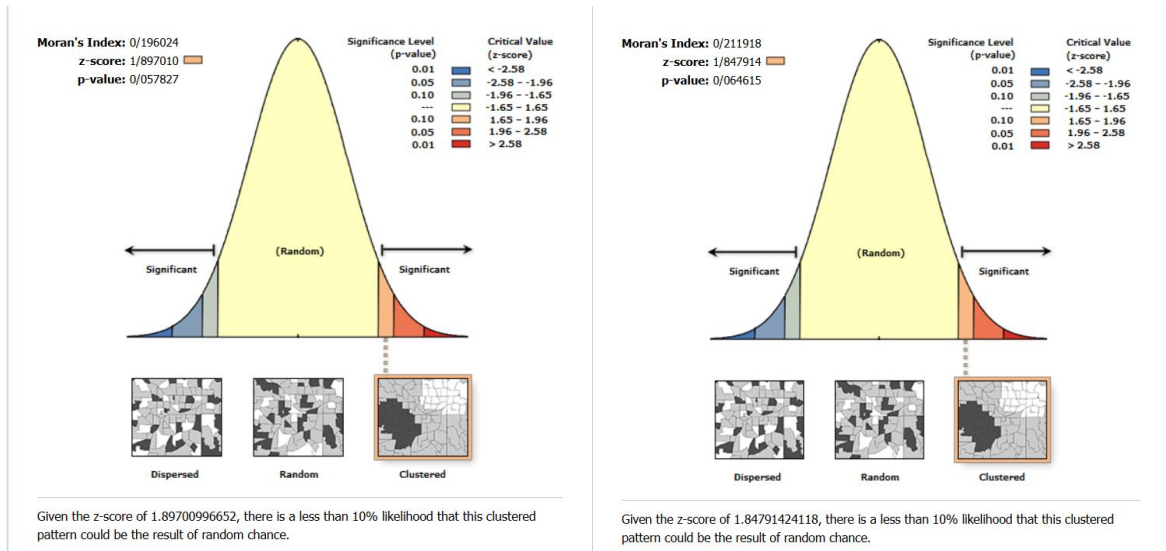 Moran's Index: 0/196024
z-score: 1/897010
p-value: 0/057827
Significance Level
(p-value)
Critical Value
(z-score)
0.01 < -2.58
0.05 -2.58 – -1.96
0.10 -1.96 – -1.65
--- -1.65 – 1.65
0.10 1.65 – 1.96
0.05 1.96 – 2.58
0.01 > 2.58
(Random)
Significant
Significant
Dispersed
Random
Clustered
Given the z-score of 1.89700996652, there is a less than 10% likelihood that this clustered
pattern could be the result of random chance.
Moran's Index: 0/211918
z-score: 1/847914
p-value: 0/064615
Significance Level
(p-value)
Critical Value
(z-score)
0.01 < -2.58
0.05 -2.58 – -1.96
0.10 -1.96 – -1.65
--- -1.65 – 1.65
0.10 1.65 – 1.96
0.05 1.96 – 2.58
0.01 > 2.58
(Random)
Significant
Significant
Dispersed
Random
Clustered
Given the z-score of 1.84791424118, there is a less than 10% likelihood that this clustered
pattern could be the result of random chance.